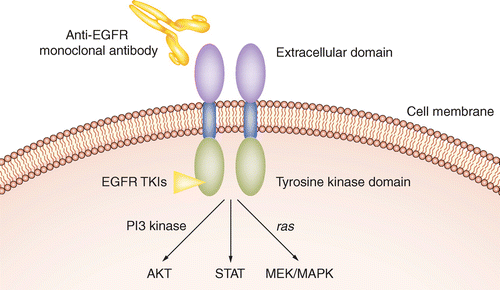 Anti-EGFR
monoclonal antibody
Extracellular domain
Cell membrane
EGFR TKIs
Tyrosine kinase domain
PI3 kinase
ras
AKT
STAT
MEK/MAPK